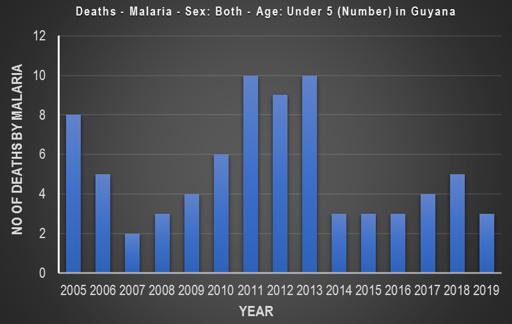 Deaths - Malaria - Sex: Both - Age: Under 5 (Number) in Guyana
NO OF DEATHS BY MALARIA
12
10
8
6
4
2
0
2005 2006 2007 2008 2009 2010 2011 2012 2013 2014 2015 2016 2017 2018 2019
YEAR